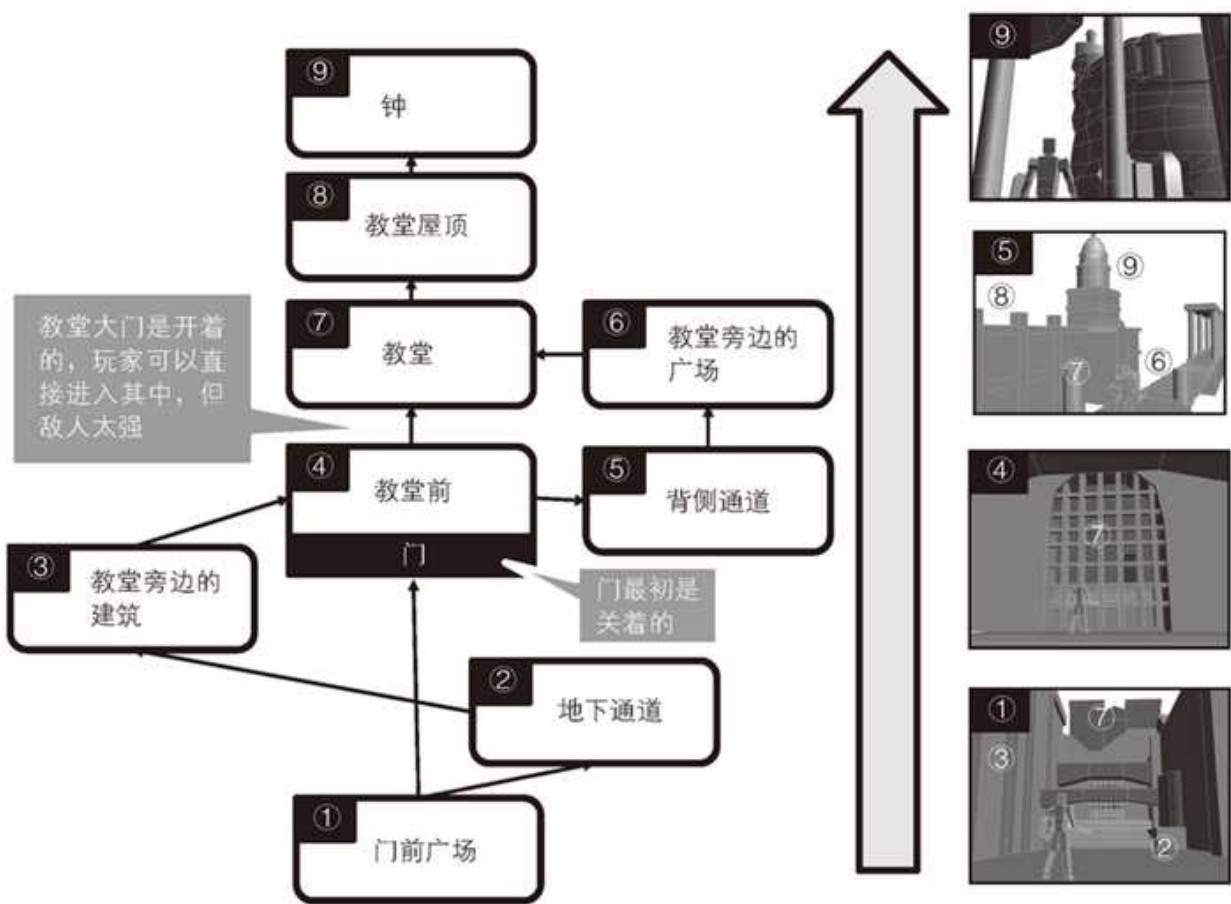 ⑨
钟
⑧
教堂屋顶
⑦
教堂
⑥
教堂旁边的
广场
教堂大门是开着
的，玩家可以直
接进入其中，但
敌人太强
④
教堂前
门
⑤
背侧通道
门最初是
关着的
③
教堂旁边的
建筑
②
地下通道
①
门前广场
⑨
⑤
⑨
⑧
⑦
⑥
④
⑦
①
⑦
③
②